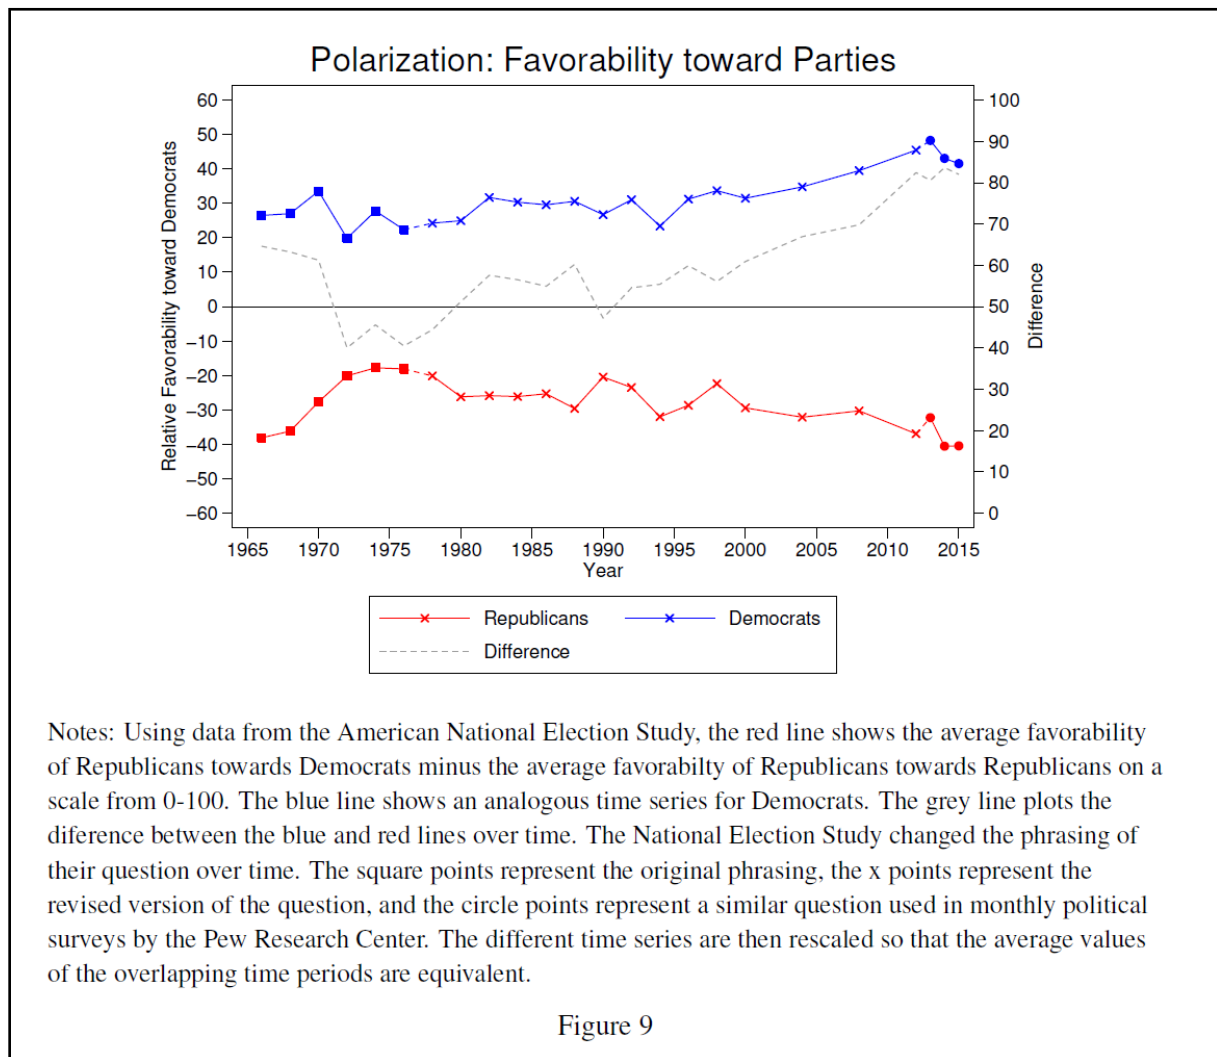 Polarization: Favorability toward Parties
Relative Favorability toward Democrats
60
50
40
30
20
10
0
−10
−20
−30
−40
−50
−60
100
90
80
70
60
50
40
30
20
10
0
Difference
1965 1970 1975 1980 1985 1990 1995 2000 2005 2010 2015
Year
Republicans Democrats
Difference
Notes: Using data from the American National Election Study, the red line shows the average favorability
of Republicans towards Democrats minus the average favorabilty of Republicans towards Republicans on a
scale from 0-100. The blue line shows an analogous time series for Democrats. The grey line plots the
diference between the blue and red lines over time. The National Election Study changed the phrasing of
their question over time. The square points represent the original phrasing, the x points represent the
revised version of the question, and the circle points represent a similar question used in monthly political
surveys by the Pew Research Center. The different time series are then rescaled so that the average values
of the overlapping time periods are equivalent.
Figure 9